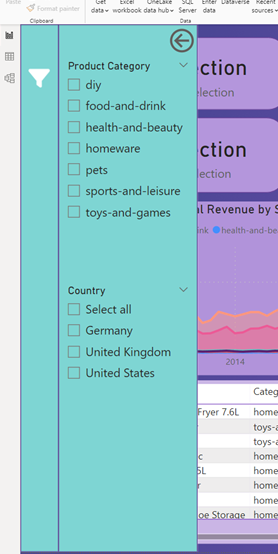 Paste
Format painter
Get data
Excel workbook
OneLake data hub
SQL Server
Enter data
Dataverse
Recent sources
Clipboard
Data
Product Category
diy
food-and-drink
health-and-beauty
homeware
pets
sports-and-leisure
toys-and-games
Country
Select all
Germany
United Kingdom
United States
ection
election
ection
election
al Revenue by S
ink
health-and-be
2014
Categ
Fryer 7.6L
home
toys-a
toys-a
c
home
5L
home
r
home
home
oe Storage
home